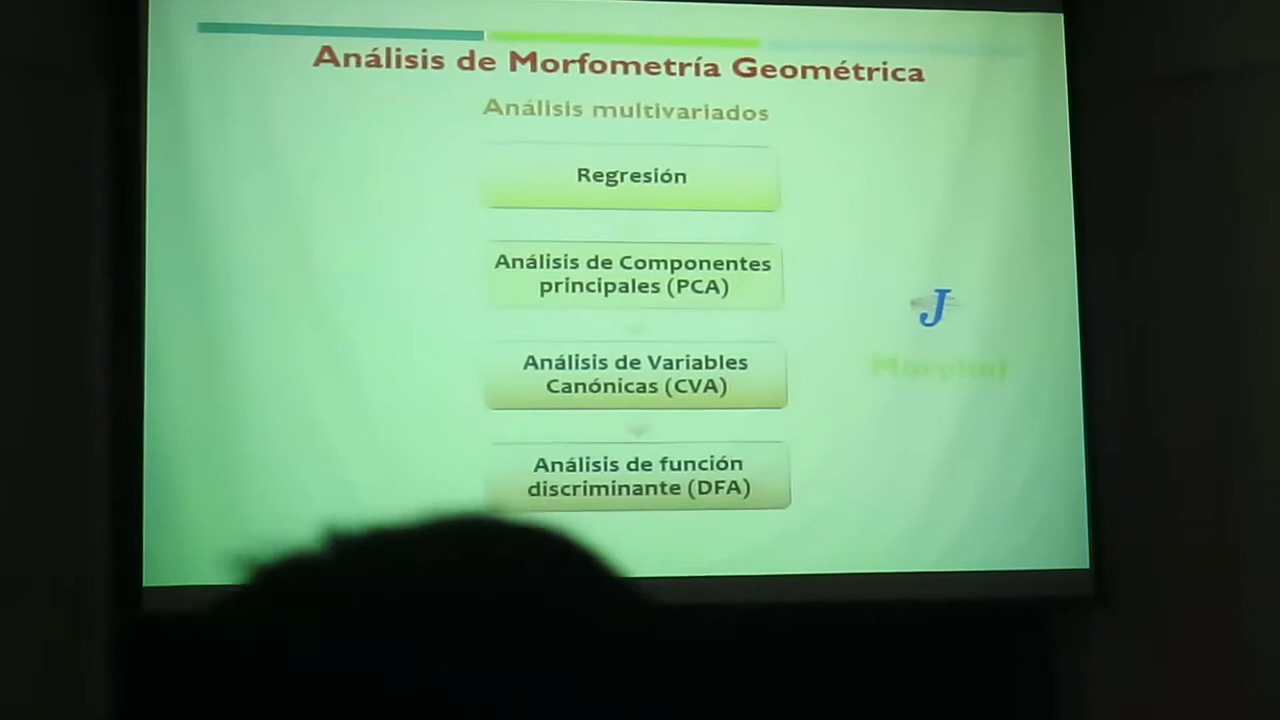 Análisis de Morfometría Geométrica
Análisis multivariados
Regresión
Análisis de Componentes
principales (PCA)
Análisis de Variables
Canónicas (CVA)
Análisis de función
discriminante (DFA)
J